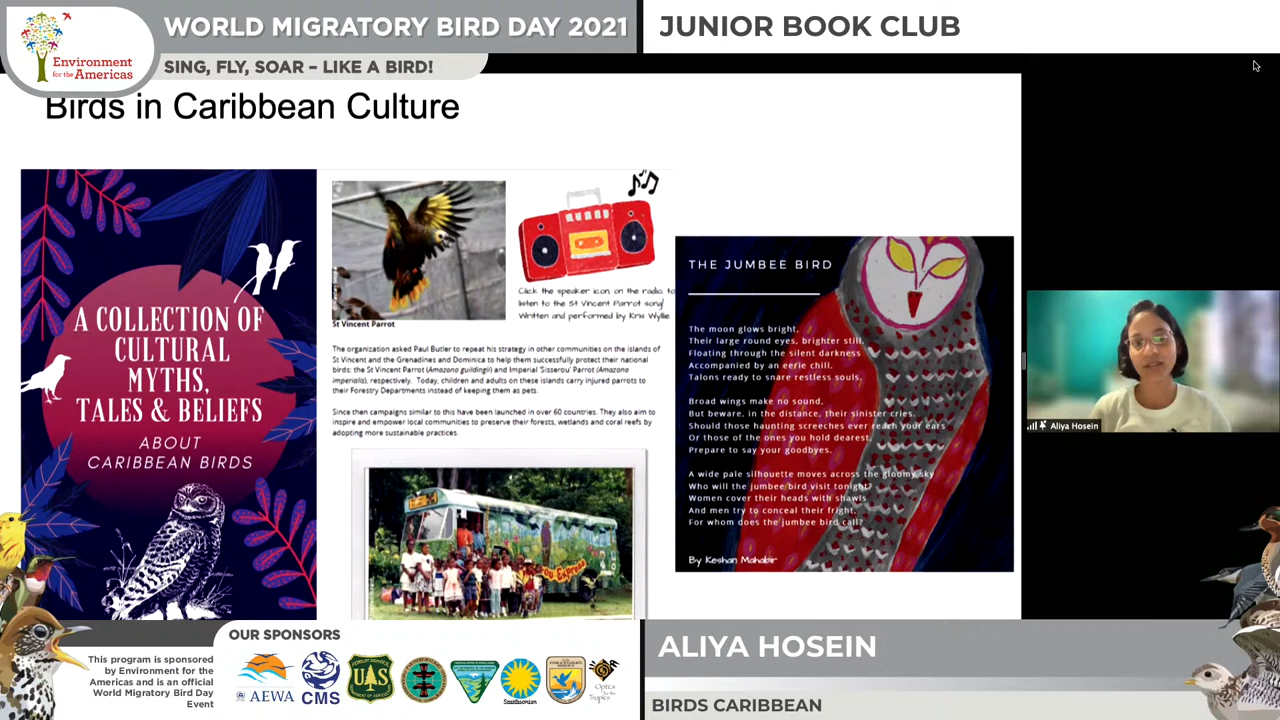 WORLD MIGRATORY BIRD DAY 2021
JUNIOR BOOK CLUB
Environment
for the Americas
SING, FLY, SOAR – LIKE A BIRD!
Birds in Caribbean Culture
A COLLECTION OF
CULTURAL
MYTHS,
TALES & BELIEFS
ABOUT
CARIBBEAN BIRDS
Click the speaker icon on the radio to
listen to the St Vincent Parrot song!
Written and performed by Kris Wylie
St Vincent Parrot
The organisation asked Paul Butler to repeat his strategy in other communities on the islands of
St Vincent and the Grenadines and Dominica to help them successfully protect their national
birds; the St Vincent Parrot (Amazona guildingii) and Imperial 'Sisserou' Parrot (Amazona
imperialis), respectively. Today, children and adults on these islands carry injured parrots to
their Forestry Departments instead of keeping them as pets.
Since then campaigns similar to this have been launched in over 60 countries. They also aim to
inspire and empower local communities to preserve their forests, wetlands and coral reefs by
adopting more sustainable practices.
THE JUMBEE BIRD
The moon glows bright,
Their large round eyes, brighter still.
Floating through the silent darkness
Accompanied by an eerie chill.
Talons ready to snare restless souls.
Broad wings make no sound,
But beware, in the distance, their sinister cries.
Should those haunting screeches ever reach your ears
Or those of the ones you hold dearest,
Prepare to say your goodbyes.
A wide pale silhouette moves across the gloomy sky
Who will the jumbee bird visit tonight?
Women cover their heads with shawls
And men try to conceal their fright.
For whom does the jumbee bird call?
By Keshan Mahabir
Aliya Hosein
This program is sponsored
by Environment for the
Americas and is an official
World Migratory Bird Day
Event
OUR SPONSORS
AEWA
CMS
FOREST SERVICE
UAS
Smithsonian
Optics
for the
Tropics
ALIYA HOSEIN
BIRDS CARIBBEAN